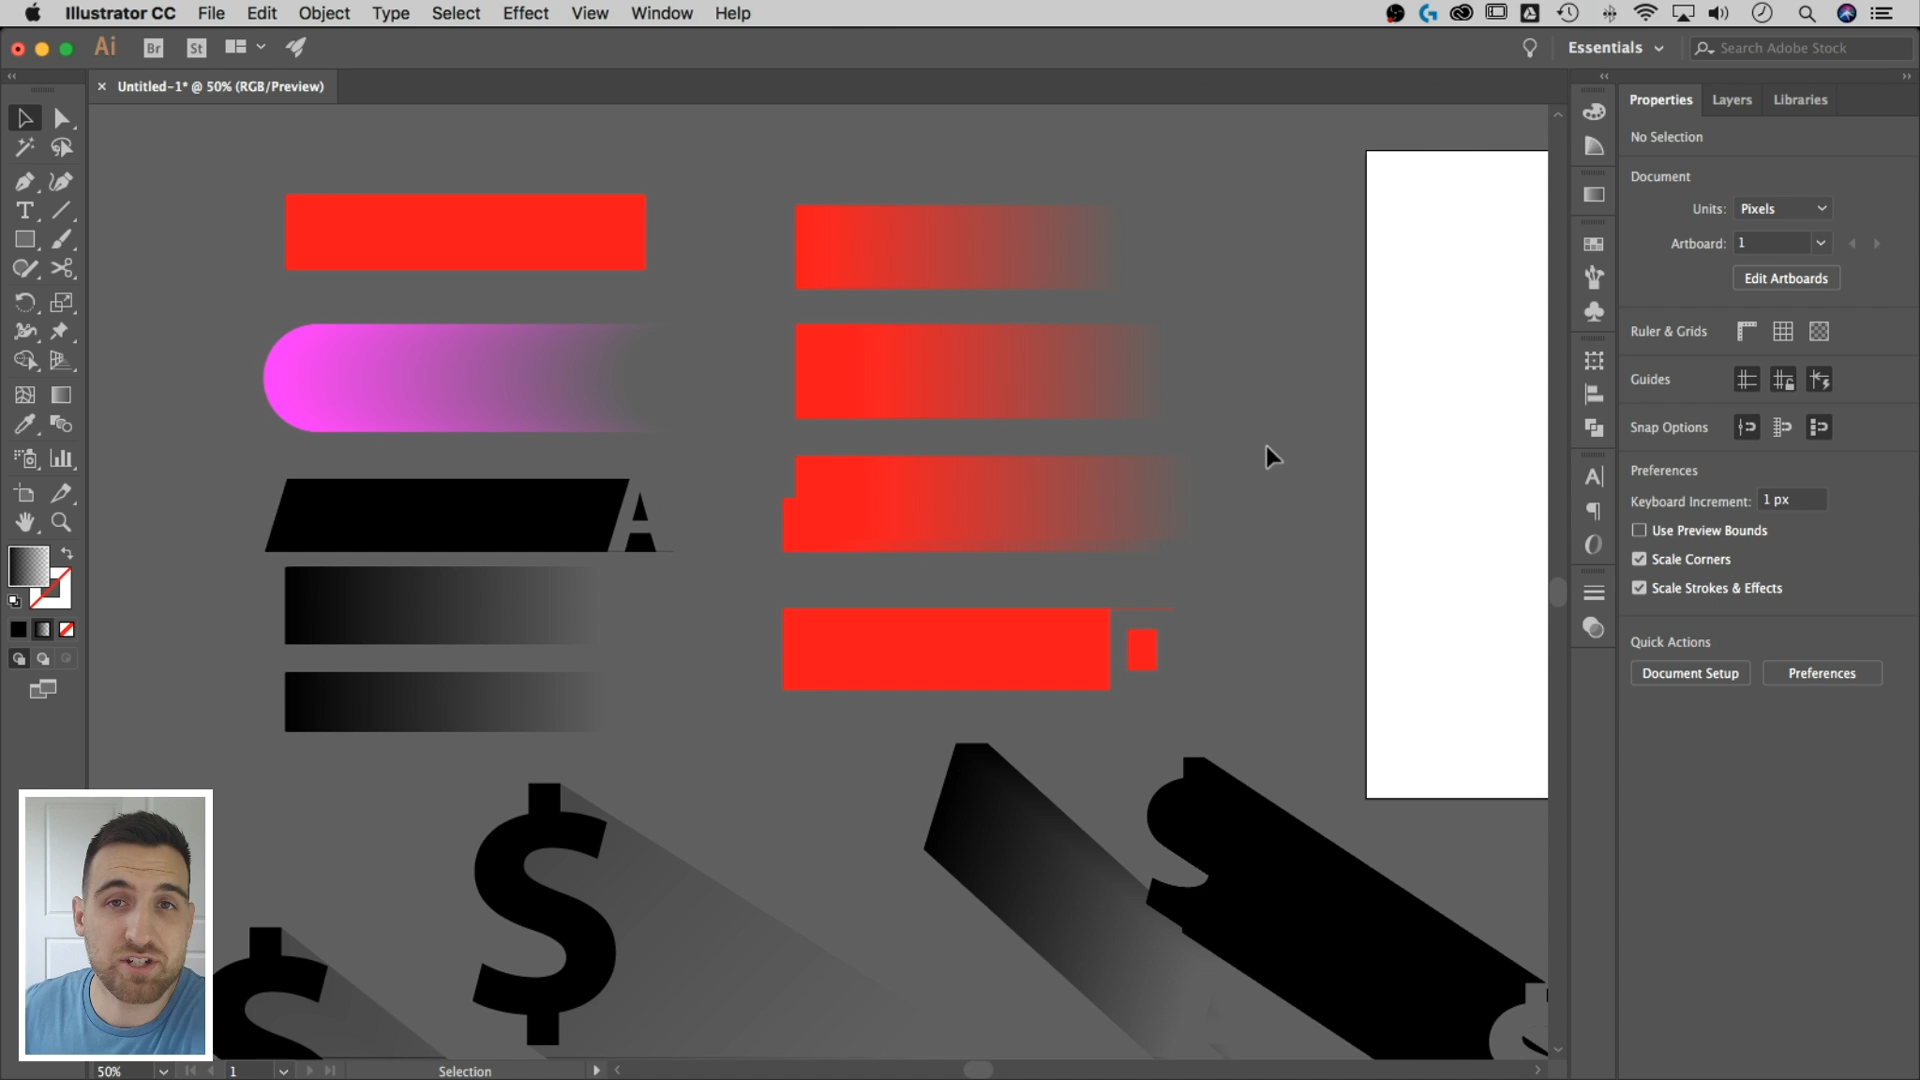 Illustrator CC File Edit Object Type Select Effect View Window Help
Ai Br St Essentials Search Adobe Stock
Untitled-1* @ 50% (RGB/Preview)
Properties Layers Libraries
No Selection
Document
Units: Pixels
Artboard: 1
Edit Artboards
Ruler & Grids
Guides
Snap Options
Preferences
Keyboard Increment: 1 px
Use Preview Bounds
Scale Corners
Scale Strokes & Effects
Quick Actions
Document Setup Preferences
A
$
$
50% 1 Selection